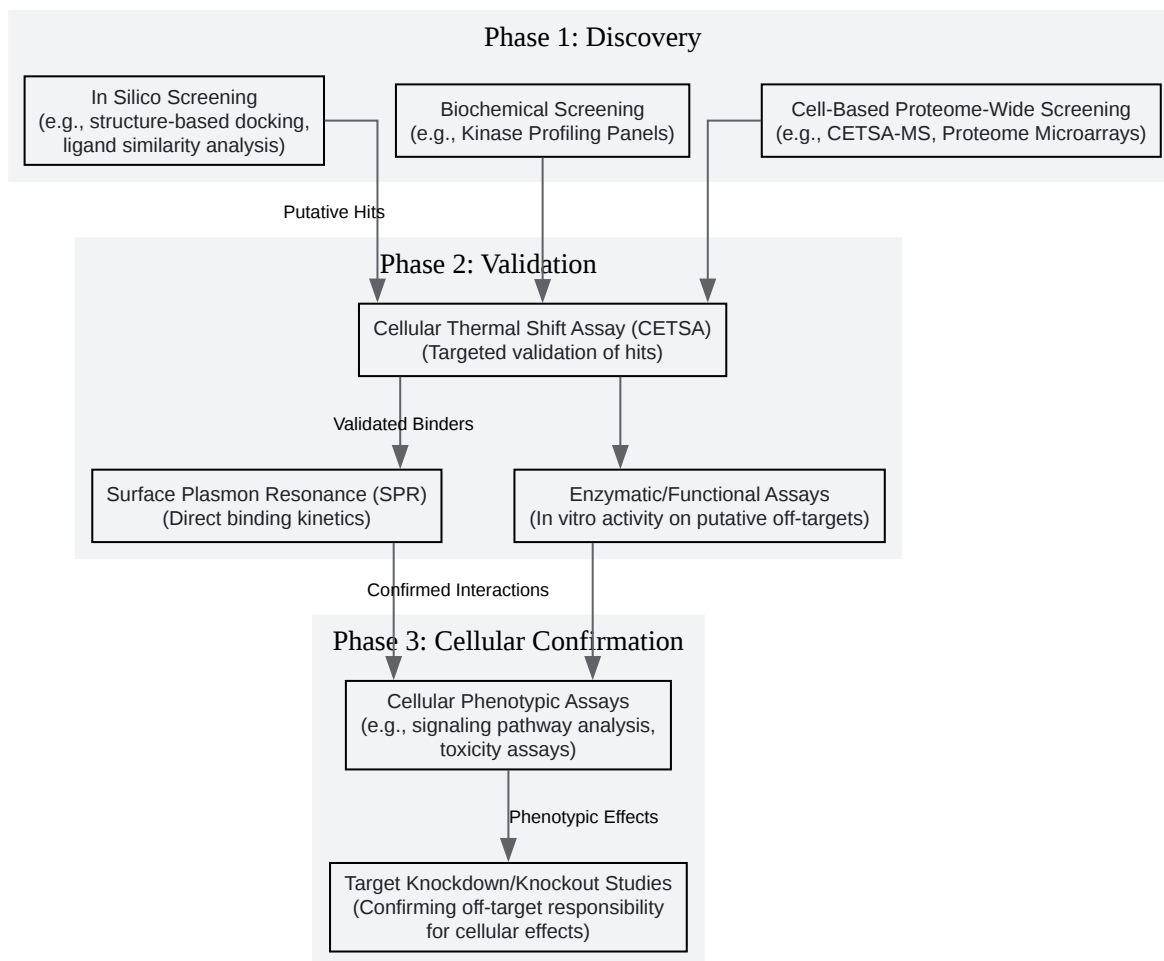 Phase 1: Discovery
In Silico Screening
(e.g., structure-based docking,
ligand similarity analysis)
Biochemical Screening
(e.g., Kinase Profiling Panels)
Cell-Based Proteome-Wide Screening
(e.g., CETSA-MS, Proteome Microarrays)
Putative Hits
Phase 2: Validation
Cellular Thermal Shift Assay (CETSA)
(Targeted validation of hits)
Validated Binders
Surface Plasmon Resonance (SPR)
(Direct binding kinetics)
Enzymatic/Functional Assays
(In vitro activity on putative off-targets)
Confirmed Interactions
Phase 3: Cellular Confirmation
Cellular Phenotypic Assays
(e.g., signaling pathway analysis,
toxicity assays)
Phenotypic Effects
Target Knockdown/Knockout Studies
(Confirming off-target responsibility
for cellular effects)